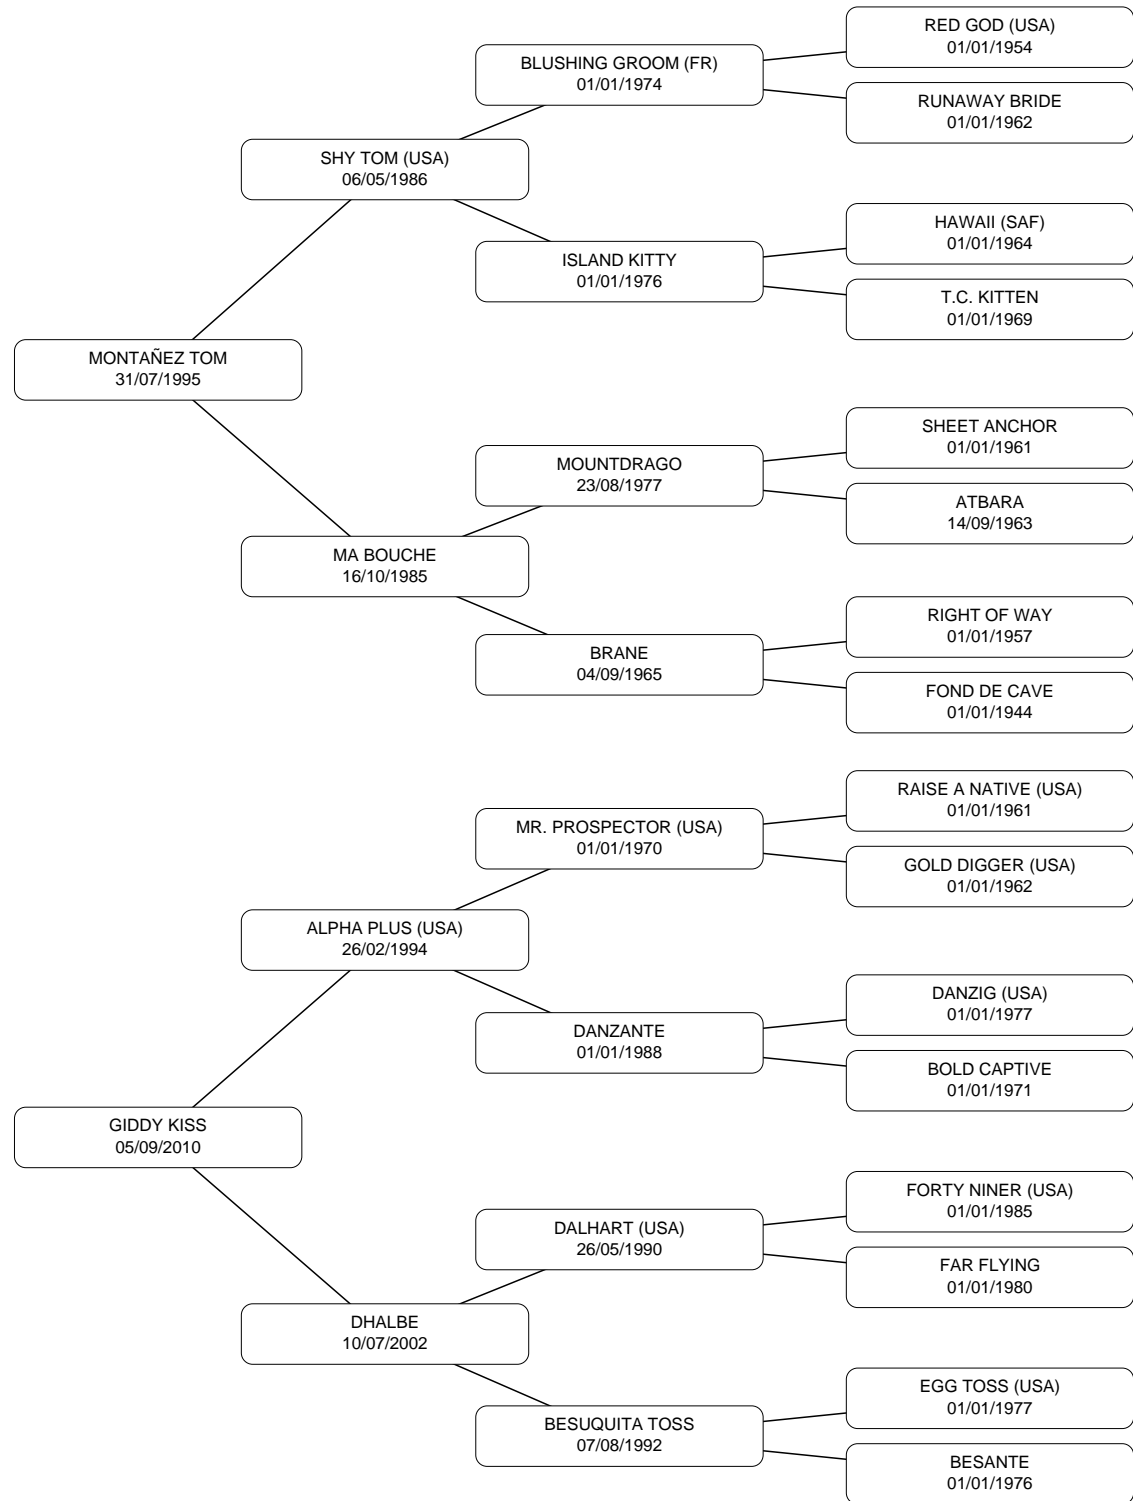 RED GOD (USA)
01/01/1954
BLUSHING GROOM (FR)
01/01/1974
RUNAWAY BRIDE
01/01/1962
SHY TOM (USA)
06/05/1986
HAWAII (SAF)
01/01/1964
ISLAND KITTY
01/01/1976
T.C. KITTEN
01/01/1969
MONTAÑEZ TOM
31/07/1995
SHEET ANCHOR
01/01/1961
MOUNTDRAGO
23/08/1977
ATBARA
14/09/1963
MA BOUCHE
16/10/1985
RIGHT OF WAY
01/01/1957
BRANE
04/09/1965
FOND DE CAVE
01/01/1944
RAISE A NATIVE (USA)
01/01/1961
MR. PROSPECTOR (USA)
01/01/1970
GOLD DIGGER (USA)
01/01/1962
ALPHA PLUS (USA)
26/02/1994
DANZIG (USA)
01/01/1977
DANZANTE
01/01/1988
BOLD CAPTIVE
01/01/1971
GIDDY KISS
05/09/2010
FORTY NINER (USA)
01/01/1985
DALHART (USA)
26/05/1990
FAR FLYING
01/01/1980
DHALBE
10/07/2002
EGG TOSS (USA)
01/01/1977
BESUQUITA TOSS
07/08/1992
BESANTE
01/01/1976